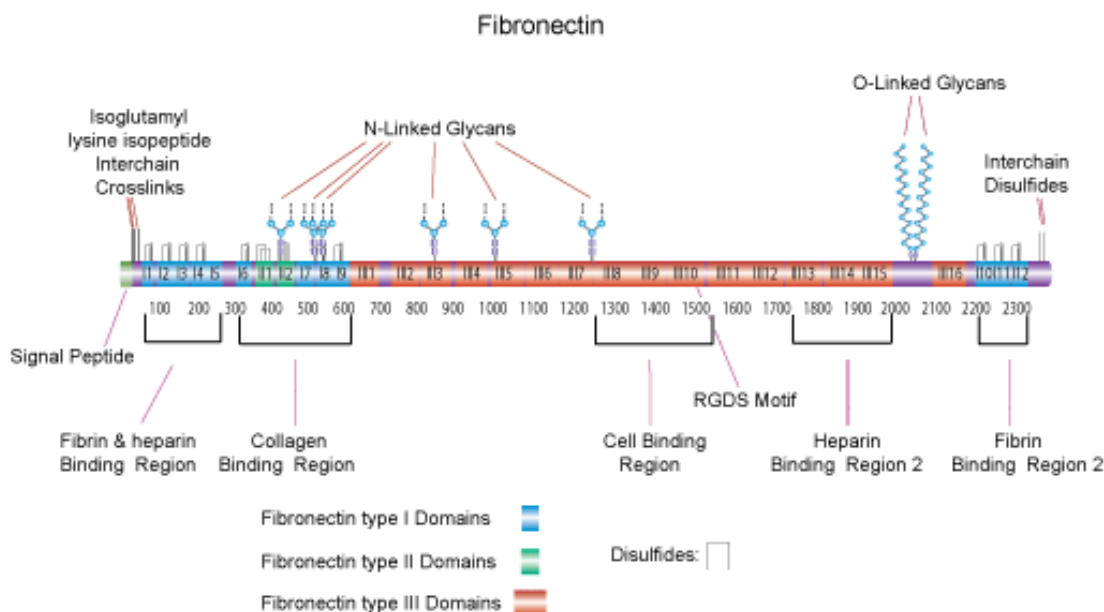 Fibronectin
O-Linked Glycans
Isoglutamyl
lysine isopeptide
Interchain
Crosslinks
N-Linked Glycans
Interchain
Disulfides
I1 I2 I3 I4 I5 I6 II1 II2 I7 I8 I9 III1 III2 III3 III4 III5 III6 III7 III8 III9 III10 III11 III12 III13 III14 III15 III16 I10 I11 I12
100 200 300 400 500 600 700 800 900 1000 1100 1200 1300 1400 1500 1600 1700 1800 1900 2000 2100 2200 2300
Signal Peptide
RGDS Motif
Fibrin & heparin
Binding Region
Collagen
Binding Region
Cell Binding
Region
Heparin
Binding Region 2
Fibrin
Binding Region 2
Fibronectin type I Domains
Fibronectin type II Domains
Disulfides:
Fibronectin type III Domains